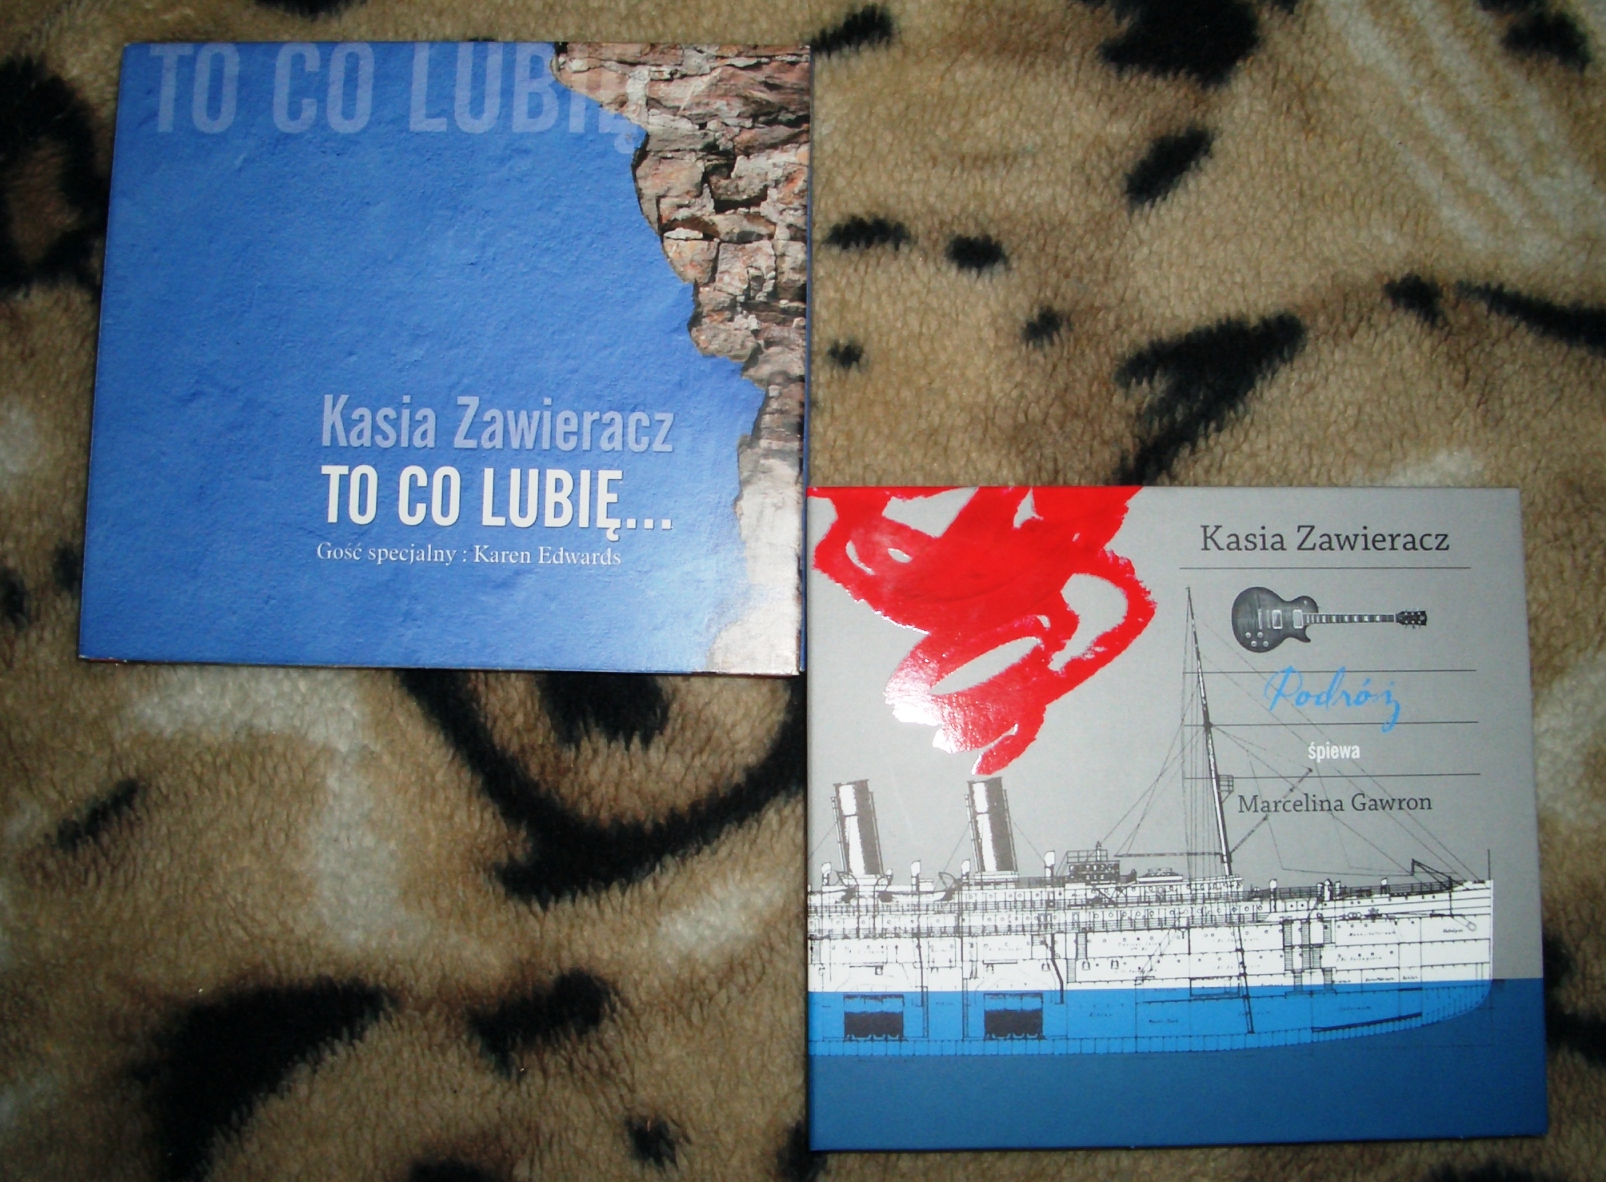 TO CO LUBIĘ
Kasia Zawieracz
TO CO LUBIĘ...
Gość specjalny : Karen Edwards
Kasia Zawieracz
Podróż
śpiewa
Marcelina Gawron